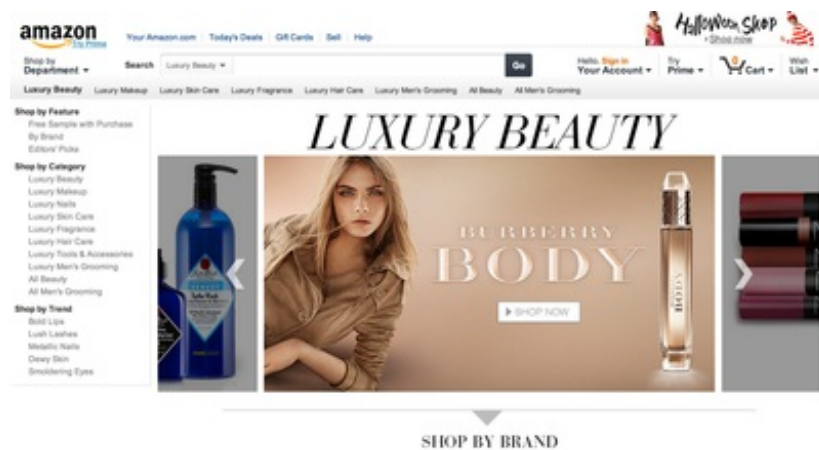 amazon
Try Prime
Your Amazon.com Today's Deals Gift Cards Sell Help
Halloween Shop
Shop now
Shop by
Department
Search Luxury Beauty Go
Hello. Sign in
Your Account
Try
Prime
0
Cart
Wish
List
Luxury Beauty Luxury Makeup Luxury Skin Care Luxury Fragrance Luxury Hair Care Luxury Men's Grooming All Beauty All Men's Grooming
Shop by Feature
Free Sample with Purchase
By Brand
Editors' Picks
Shop by Category
Luxury Beauty
Luxury Makeup
Luxury Nails
Luxury Skin Care
Luxury Fragrance
Luxury Hair Care
Luxury Tools & Accessories
Luxury Men's Grooming
All Beauty
All Men's Grooming
Shop by Trend
Bold Lips
Lush Lashes
Metallic Nails
Dewy Skin
Smoldering Eyes
LUXURY BEAUTY
BURBERRY
BODY
SHOP NOW
BODY
SHOP BY BRAND